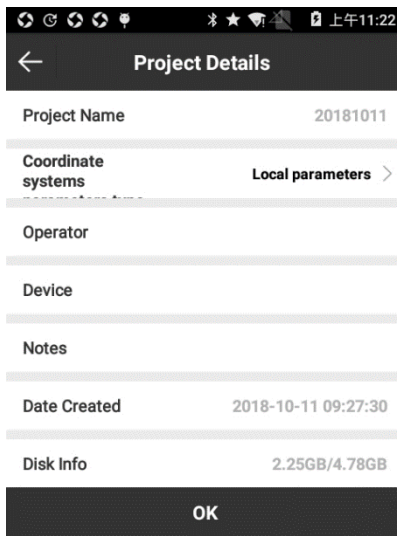 上午11:22
Project Details
Project Name 20181011
Coordinate
systems
Local parameters
Operator
Device
Notes
Date Created 2018-10-11 09:27:30
Disk Info 2.25GB/4.78GB
OK